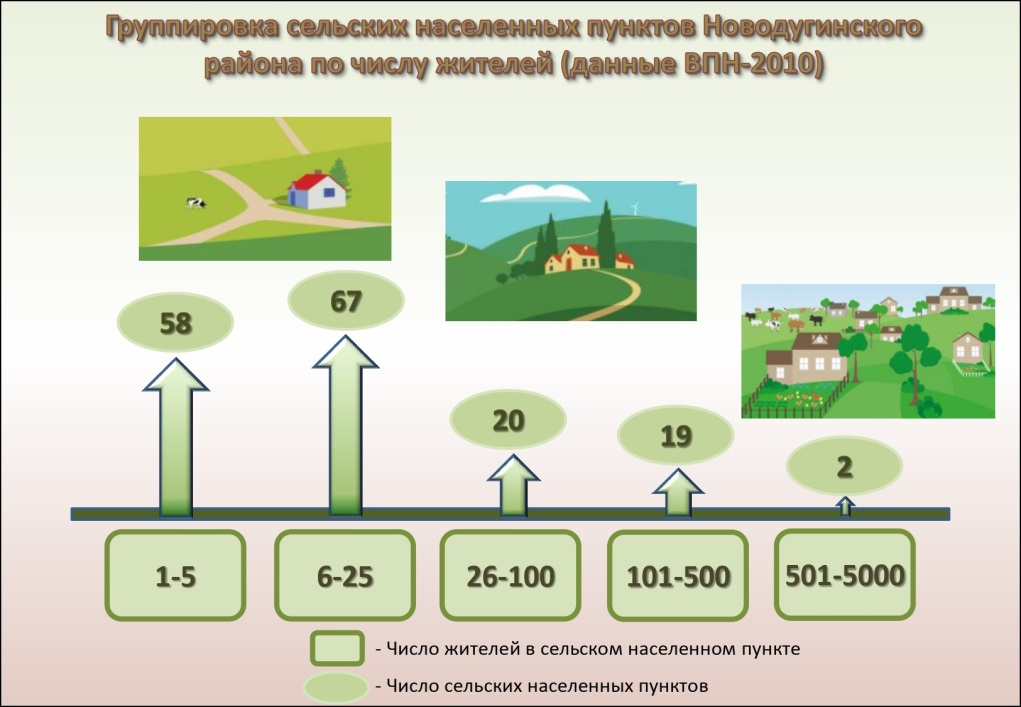 Группировка сельских населенных пунктов Новодугинского
района по числу жителей (данные ВПН-2010)
58
67
20
19
2
1-5
6-25
26-100
101-500
501-5000
- Число жителей в сельском населенном пункте
- Число сельских населенных пунктов